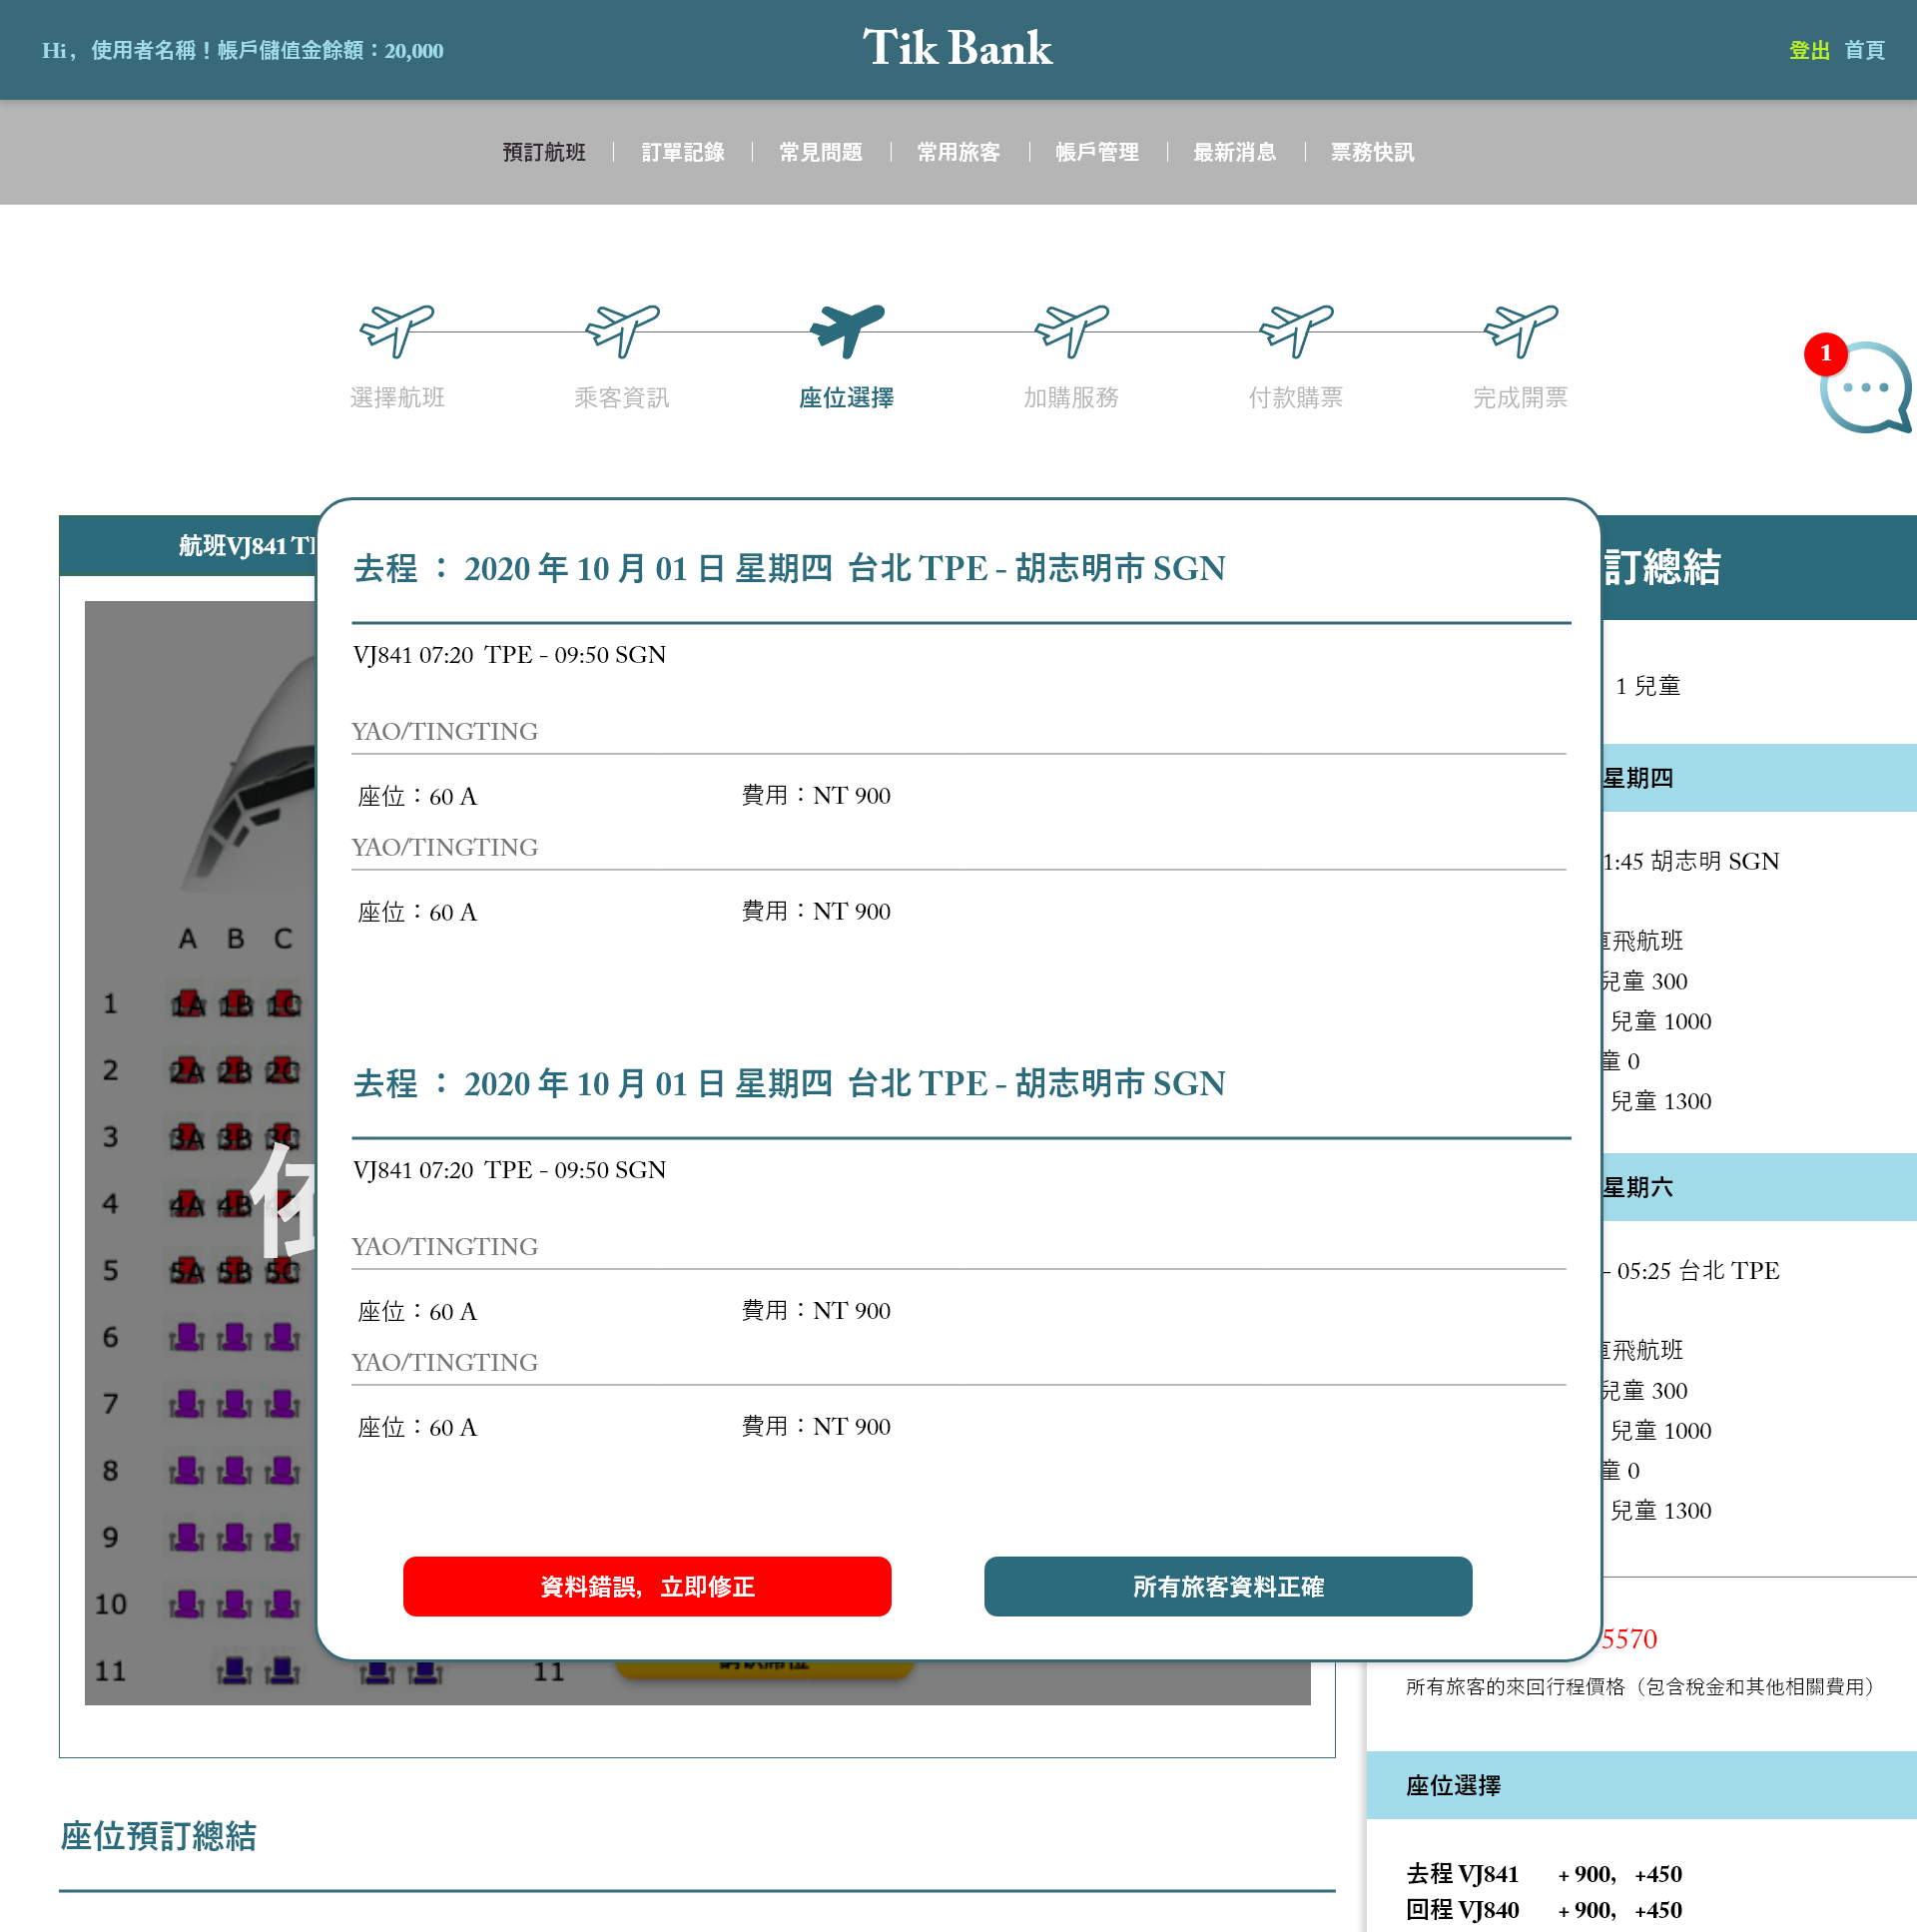 Hi，使用者名稱！帳戶儲值金餘額：20,000
Tik Bank
登出 首頁
預訂航班
訂單記錄
常見問題
常用旅客
帳戶管理
最新消息
票務快訊
1
選擇航班
乘客資訊
座位選擇
加購服務
付款購票
完成開票
航班VJ841
去程 ： 2020 年 10 月 01 日 星期四 台北 TPE - 胡志明市 SGN
VJ841 07:20 TPE - 09:50 SGN
YAO/TINGTING
座位：60 A 費用：NT 900
YAO/TINGTING
座位：60 A 費用：NT 900
去程 ： 2020 年 10 月 01 日 星期四 台北 TPE - 胡志明市 SGN
VJ841 07:20 TPE - 09:50 SGN
YAO/TINGTING
座位：60 A 費用：NT 900
YAO/TINGTING
座位：60 A 費用：NT 900
資料錯誤，立即修正
所有旅客資料正確
A B C
1 1A 1B 1C
2 2A 2B 2C
3 3A 3B 3C
4 4A 4B
5 5A 5B 5C
6
7
8
9
10
11 11
訂總結
1 兒童
星期四
1:45 胡志明 SGN
飛航班
兒童 300
兒童 1000
童 0
兒童 1300
星期六
- 05:25 台北 TPE
飛航班
兒童 300
兒童 1000
童 0
兒童 1300
5570
所有旅客的來回行程價格（包含稅金和其他相關費用）
座位選擇
去程 VJ841 + 900, +450
回程 VJ840 + 900, +450
座位預訂總結